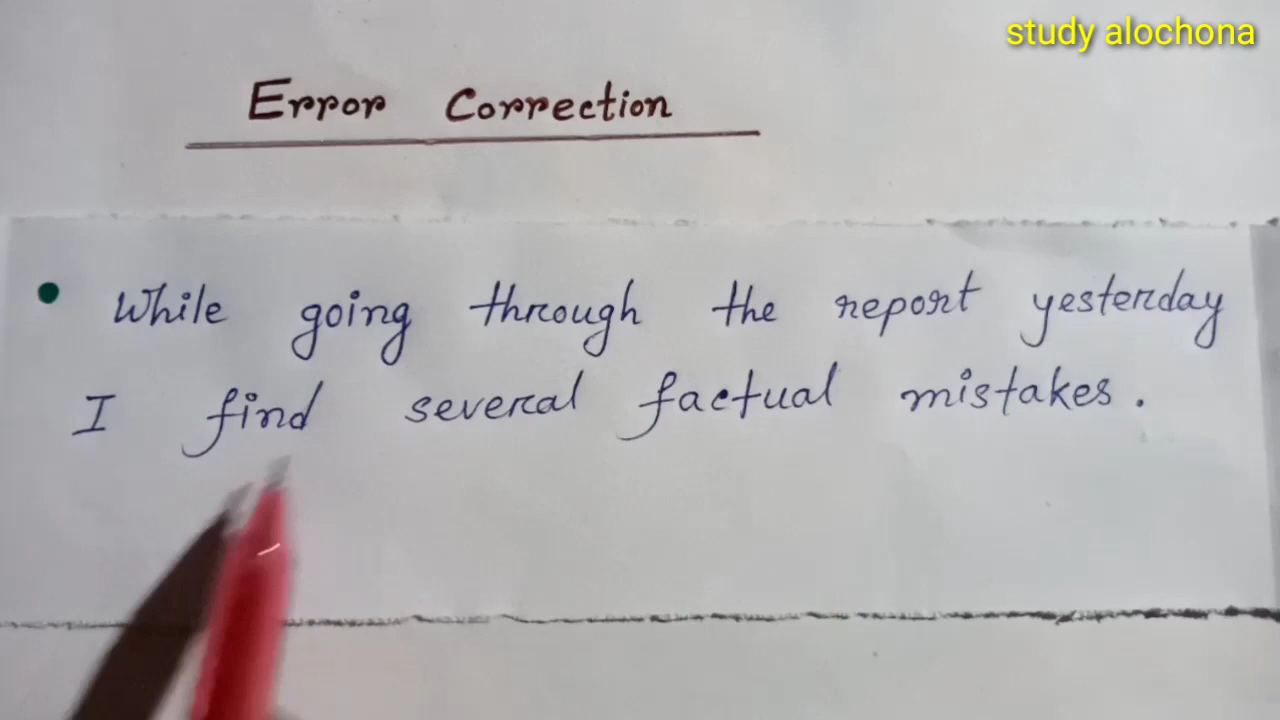 study alochona
Error Correction
While going through the report yesterday
I find several factual mistakes.